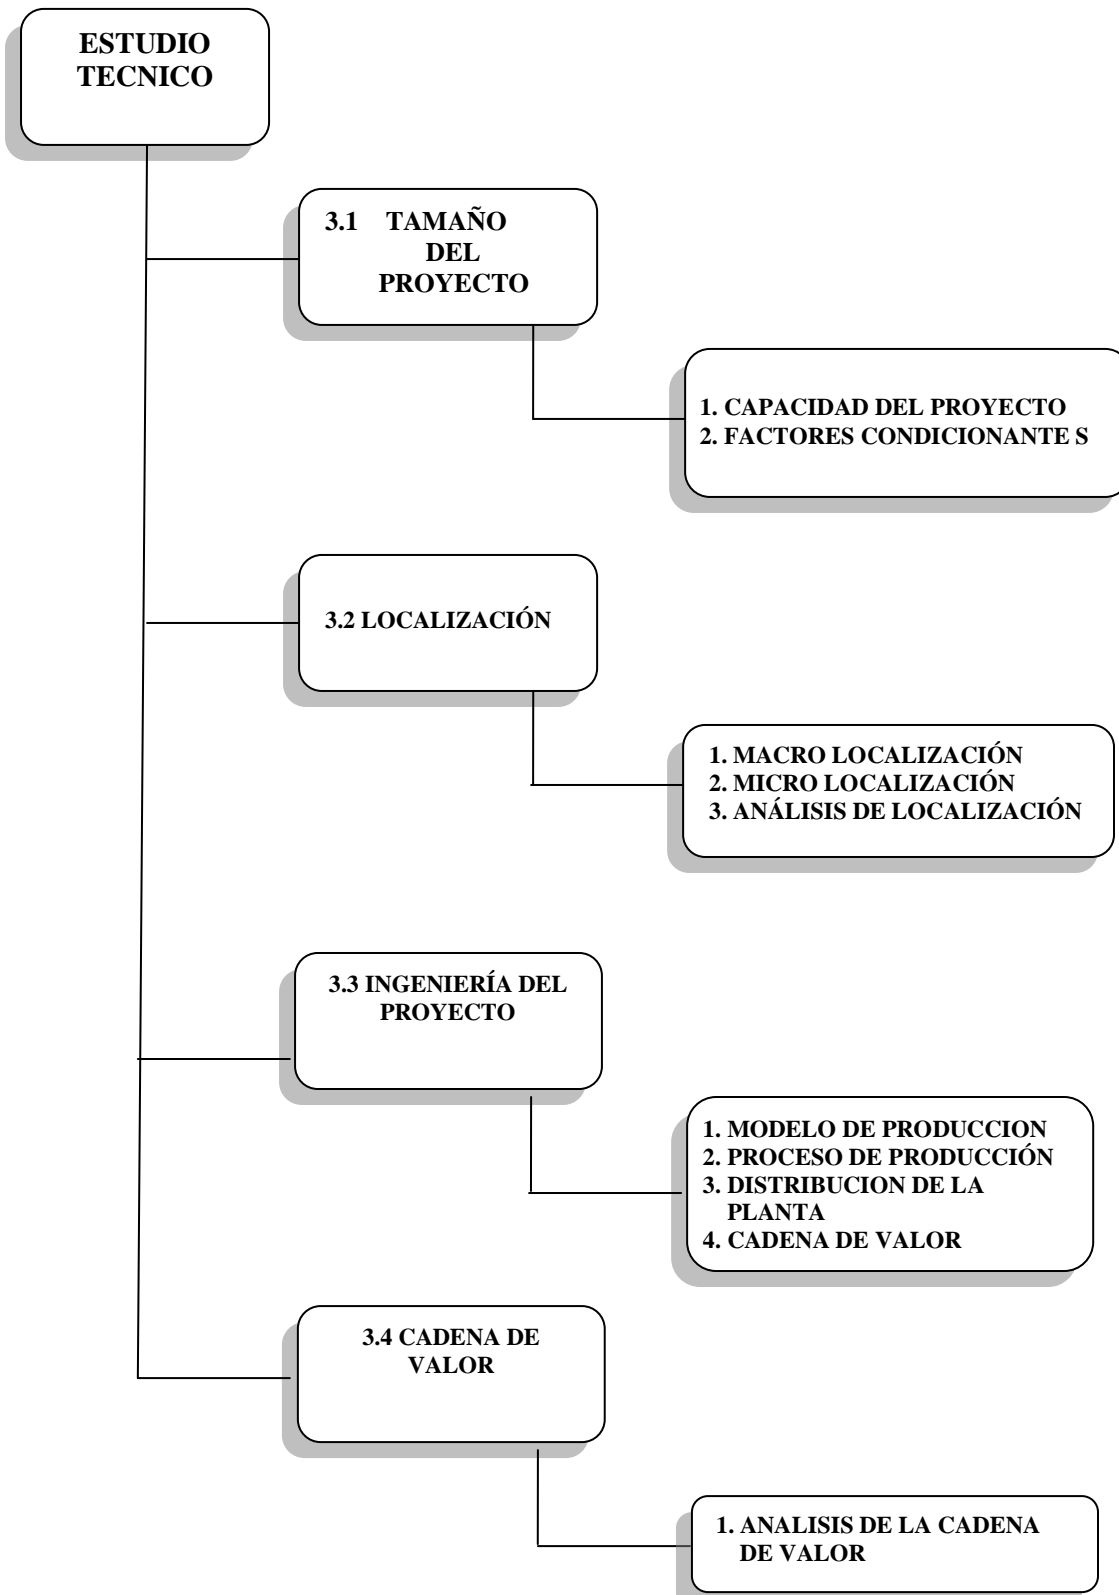 ESTUDIO
TECNICO
3.1 TAMAÑO
DEL
PROYECTO
1. CAPACIDAD DEL PROYECTO
2. FACTORES CONDICIONANTE S
3.2 LOCALIZACIÓN
1. MACRO LOCALIZACIÓN
2. MICRO LOCALIZACIÓN
3. ANÁLISIS DE LOCALIZACIÓN
3.3 INGENIERÍA DEL
PROYECTO
1. MODELO DE PRODUCCION
2. PROCESO DE PRODUCCIÓN
3. DISTRIBUCION DE LA
PLANTA
4. CADENA DE VALOR
3.4 CADENA DE
VALOR
1. ANALISIS DE LA CADENA
DE VALOR